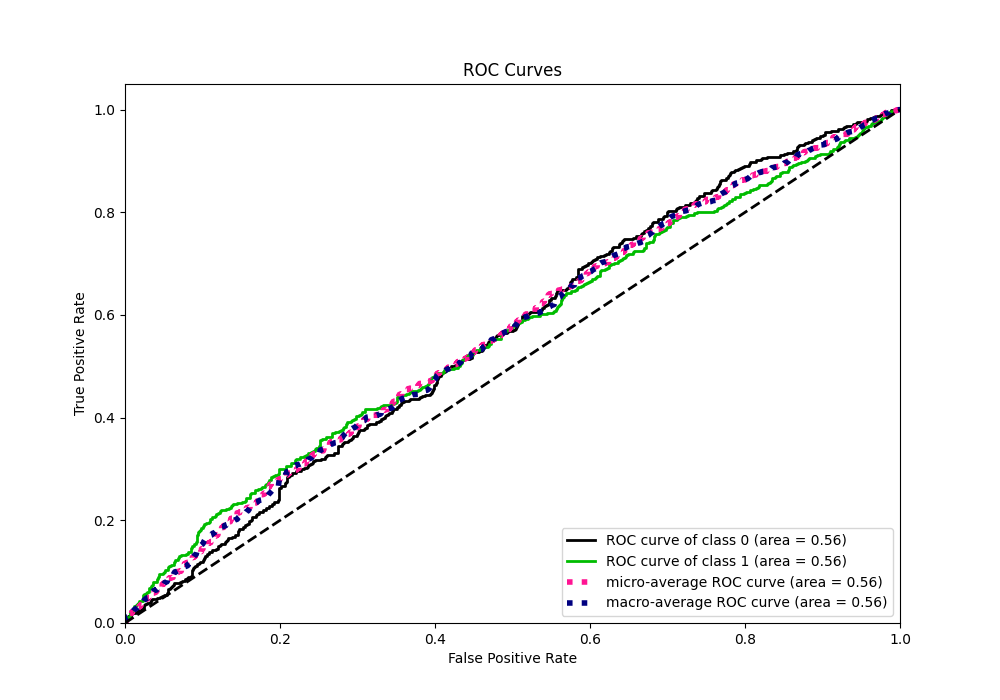 ROC Curves
True Positive Rate
1.0
0.8
0.6
0.4
0.2
0.0
ROC curve of class 0 (area = 0.56)
ROC curve of class 1 (area = 0.56)
micro-average ROC curve (area = 0.56)
macro-average ROC curve (area = 0.56)
0.0 0.2 0.4 0.6 0.8 1.0
False Positive Rate